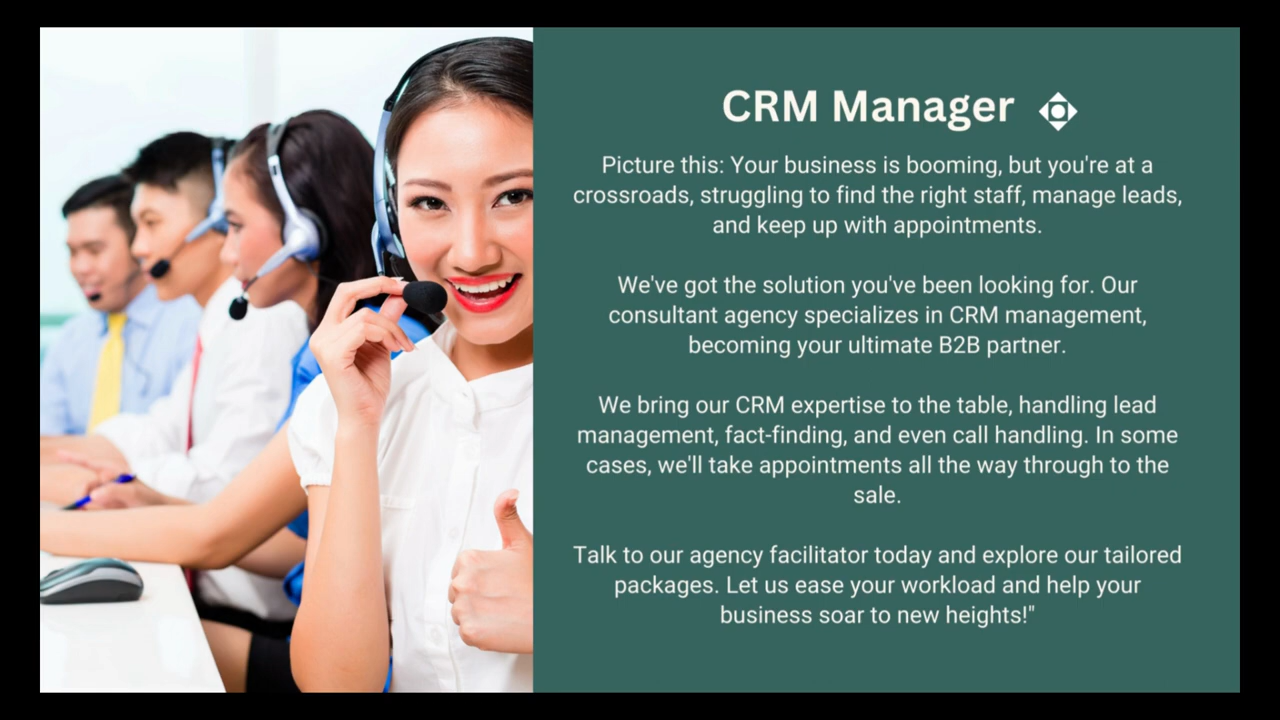 CRM Manager
Picture this: Your business is booming, but you're at a
crossroads, struggling to find the right staff, manage leads,
and keep up with appointments.
We've got the solution you've been looking for. Our
consultant agency specializes in CRM management,
becoming your ultimate B2B partner.
We bring our CRM expertise to the table, handling lead
management, fact-finding, and even call handling. In some
cases, we'll take appointments all the way through to the
sale.
Talk to our agency facilitator today and explore our tailored
packages. Let us ease your workload and help your
business soar to new heights!"